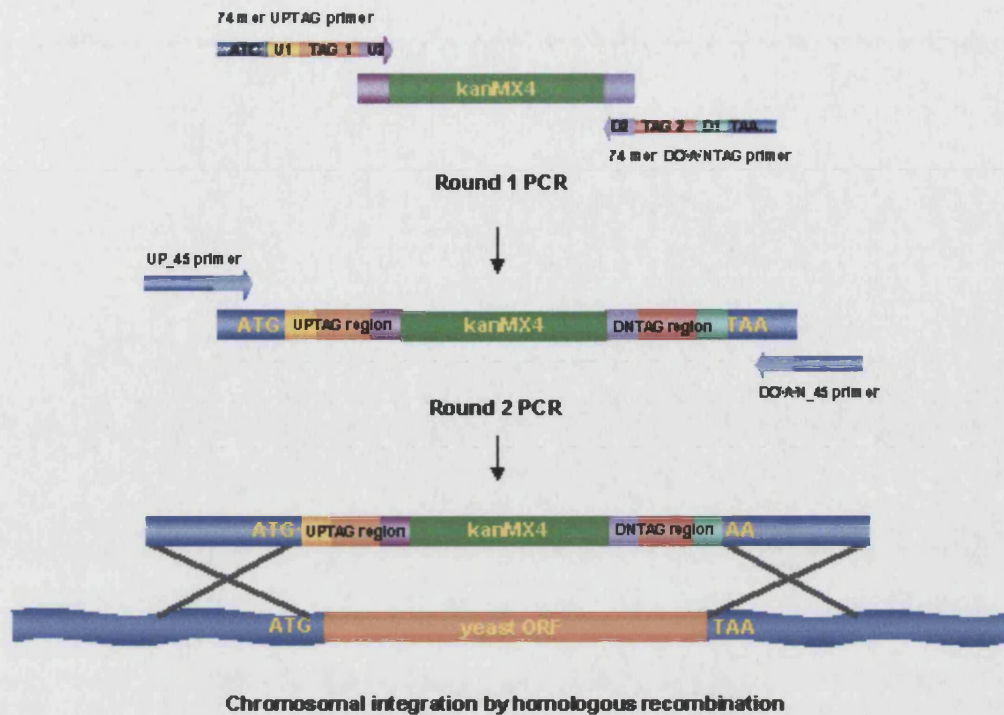 74 mer UPTAG primer
ATG U1 TAG 1 U2
kanMX4
D2 TAG 2 D1 TAA...
74 mer DOWNTAG primer
Round 1 PCR
UP_45 primer
ATG UPTAG region kanMX4 DNTAG region TAA
DOWN_45 primer
Round 2 PCR
ATG UPTAG region kanMX4 DNTAG region AA
ATG yeast ORF TAA
Chromosomal integration by homologous recombination